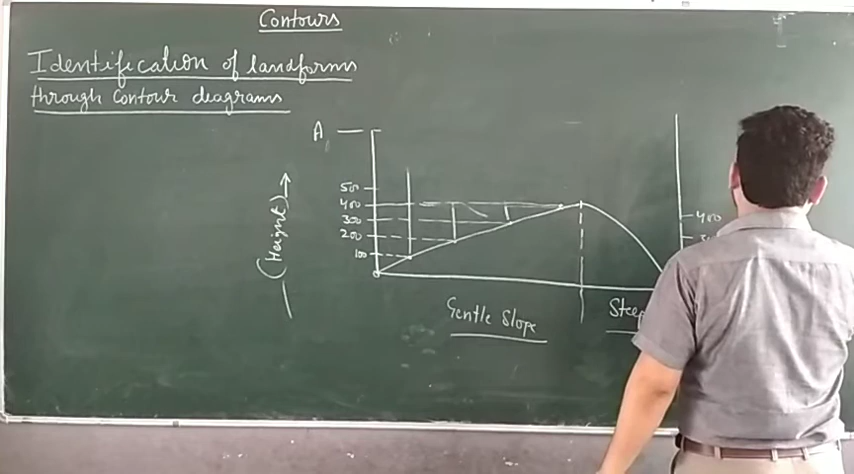 Contours
Identification of landforms
through Contour diagrams
A
500
400
300
200
100
(Height)
400
Gentle Slope
Steep